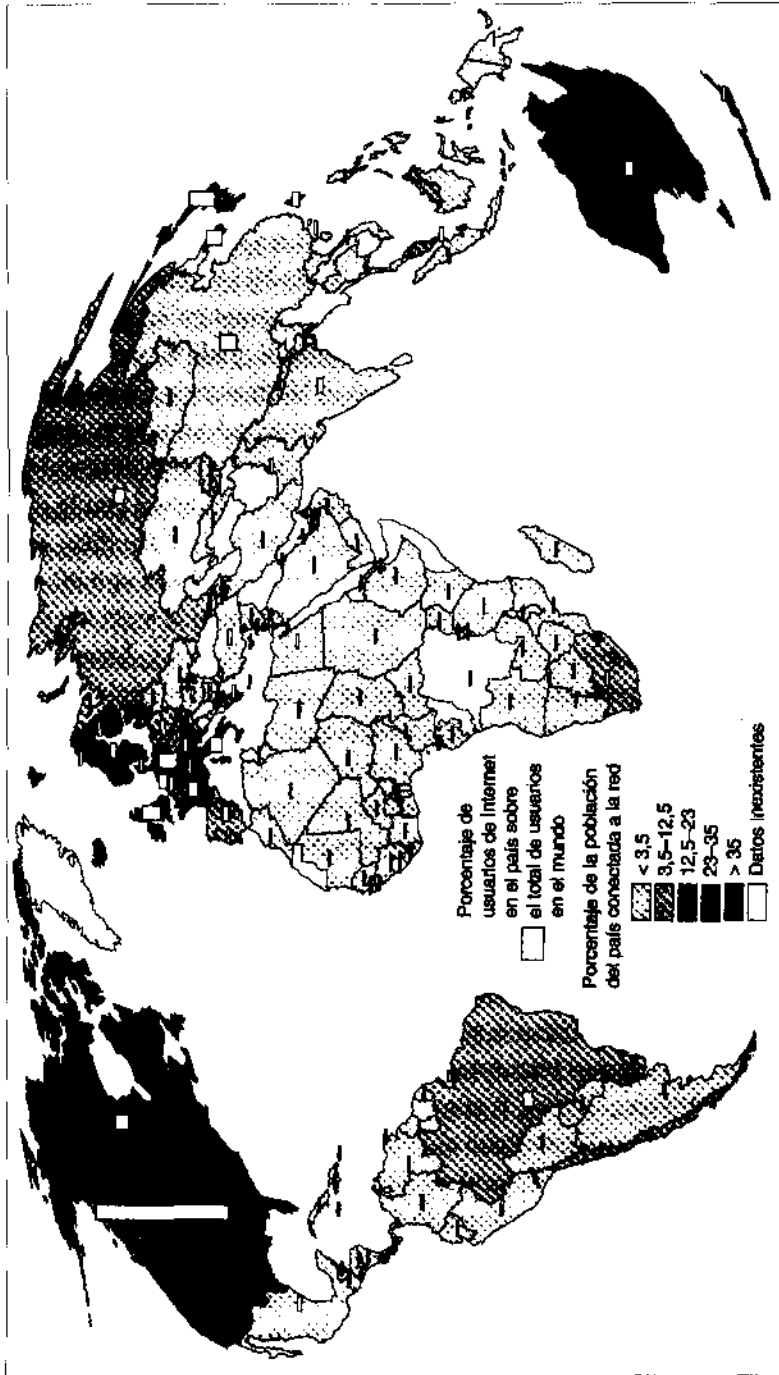 Porcentaje de
usuarios de Internet
en el país sobre
el total de usuarios
en el mundo
Porcentaje de la población
del país conectada a la red
< 3,5
3,5–12,5
12,5–23
23–35
> 35
Datos inexistentes